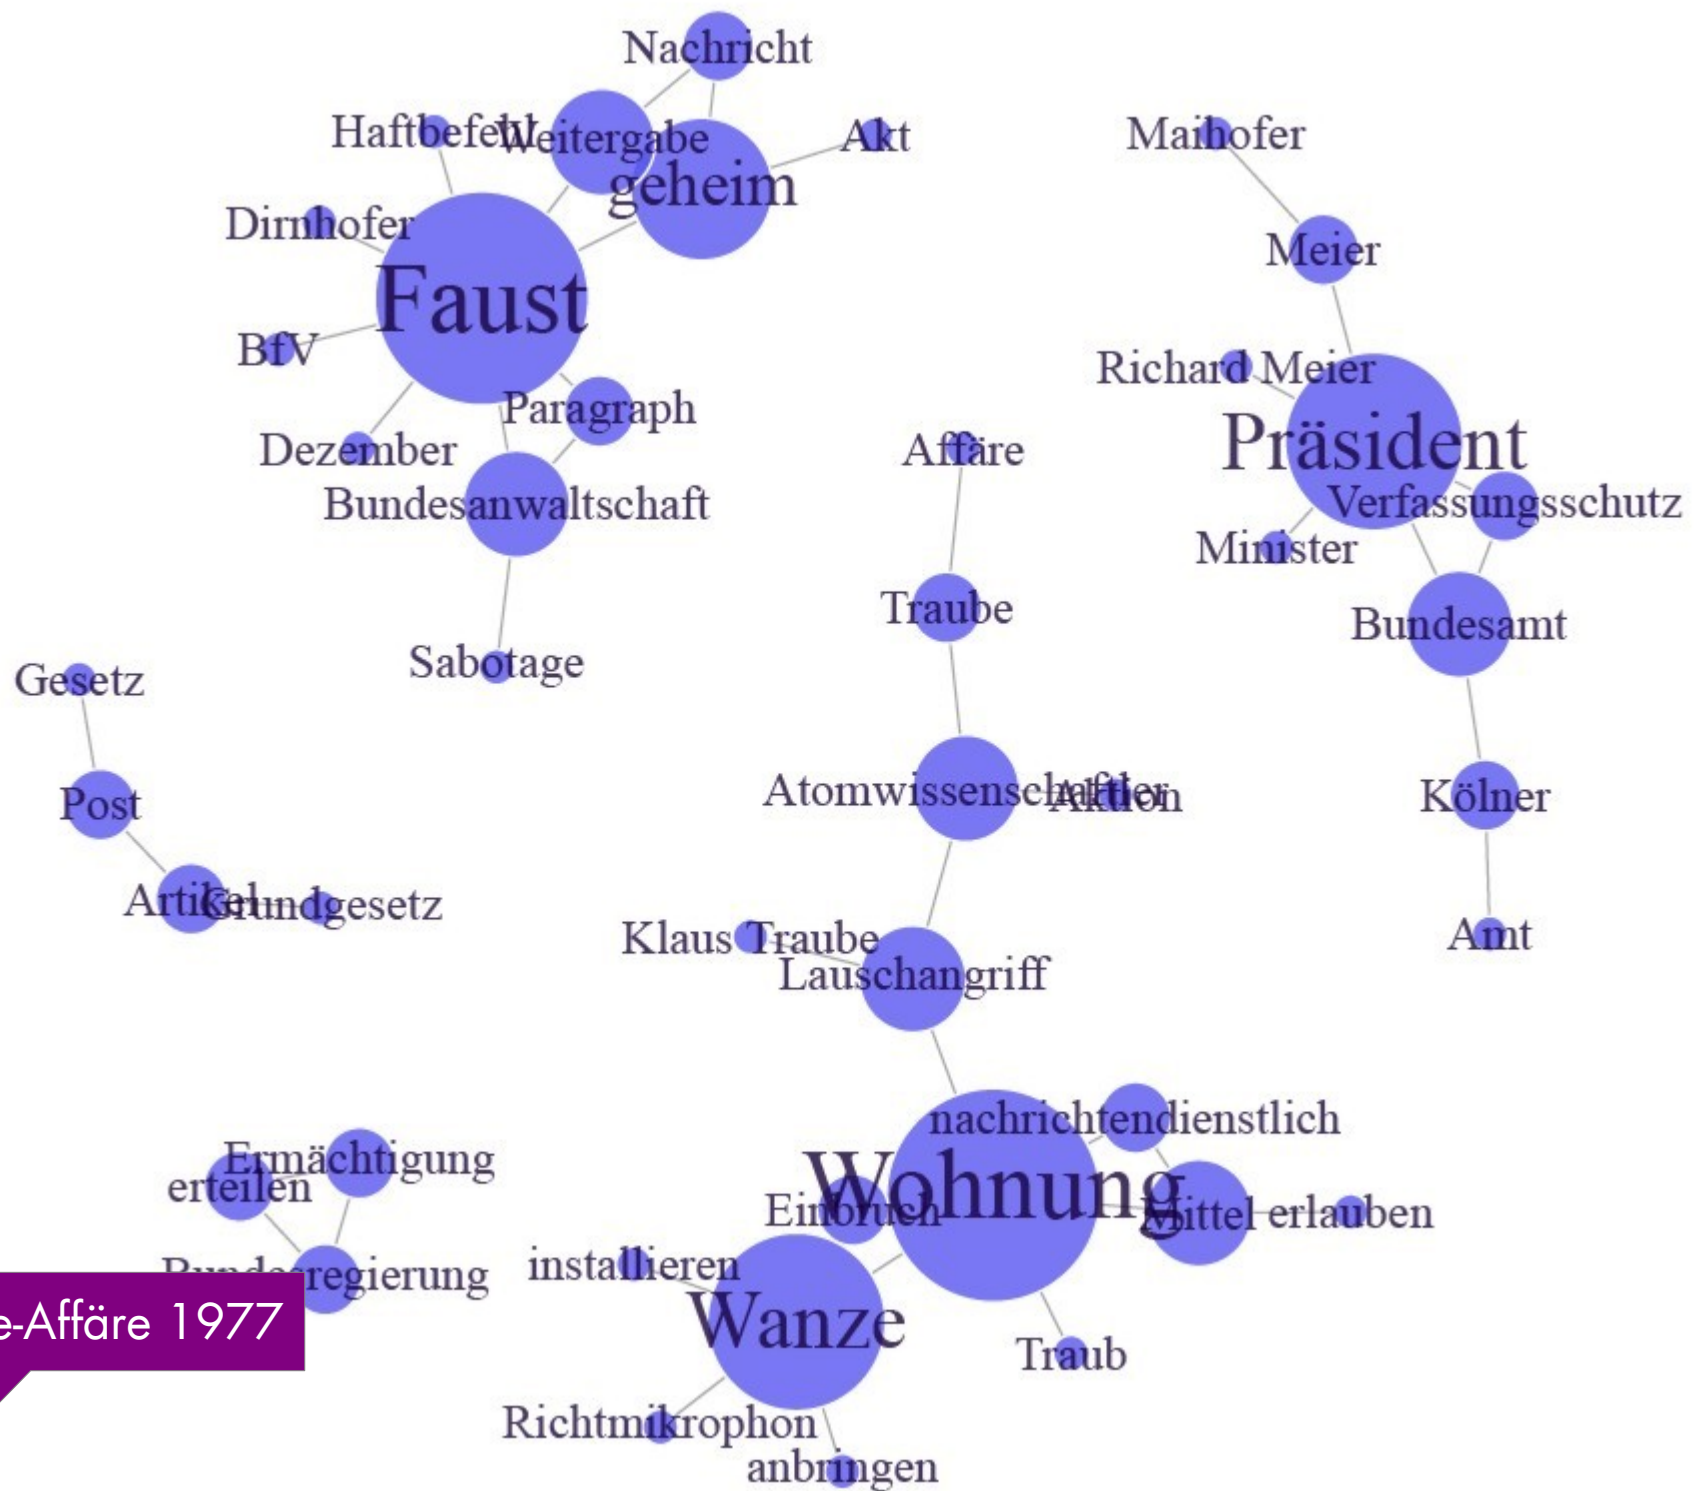 Nachricht
Haftbefehl
Weitergabe
Akt
Maihofer
geheim
Dirnhofer
Meier
Faust
BfV
Richard Meier
Paragraph
Präsident
Dezember
Affäre
Bundesanwaltschaft
Verfassungsschutz
Minister
Traube
Bundesamt
Sabotage
Gesetz
Atomwissenschaftler
Aktion
Kölner
Post
Artikel
Grundgesetz
Klaus Traube
Amt
Lauschangriff
nachrichtendienstlich
Ermächtigung
erteilen
Wohnung
Einbruch
Mittel
erlauben
installieren
Bundesregierung
e-Affäre 1977
Wanze
Traub
Richtmikrophon
anbringen